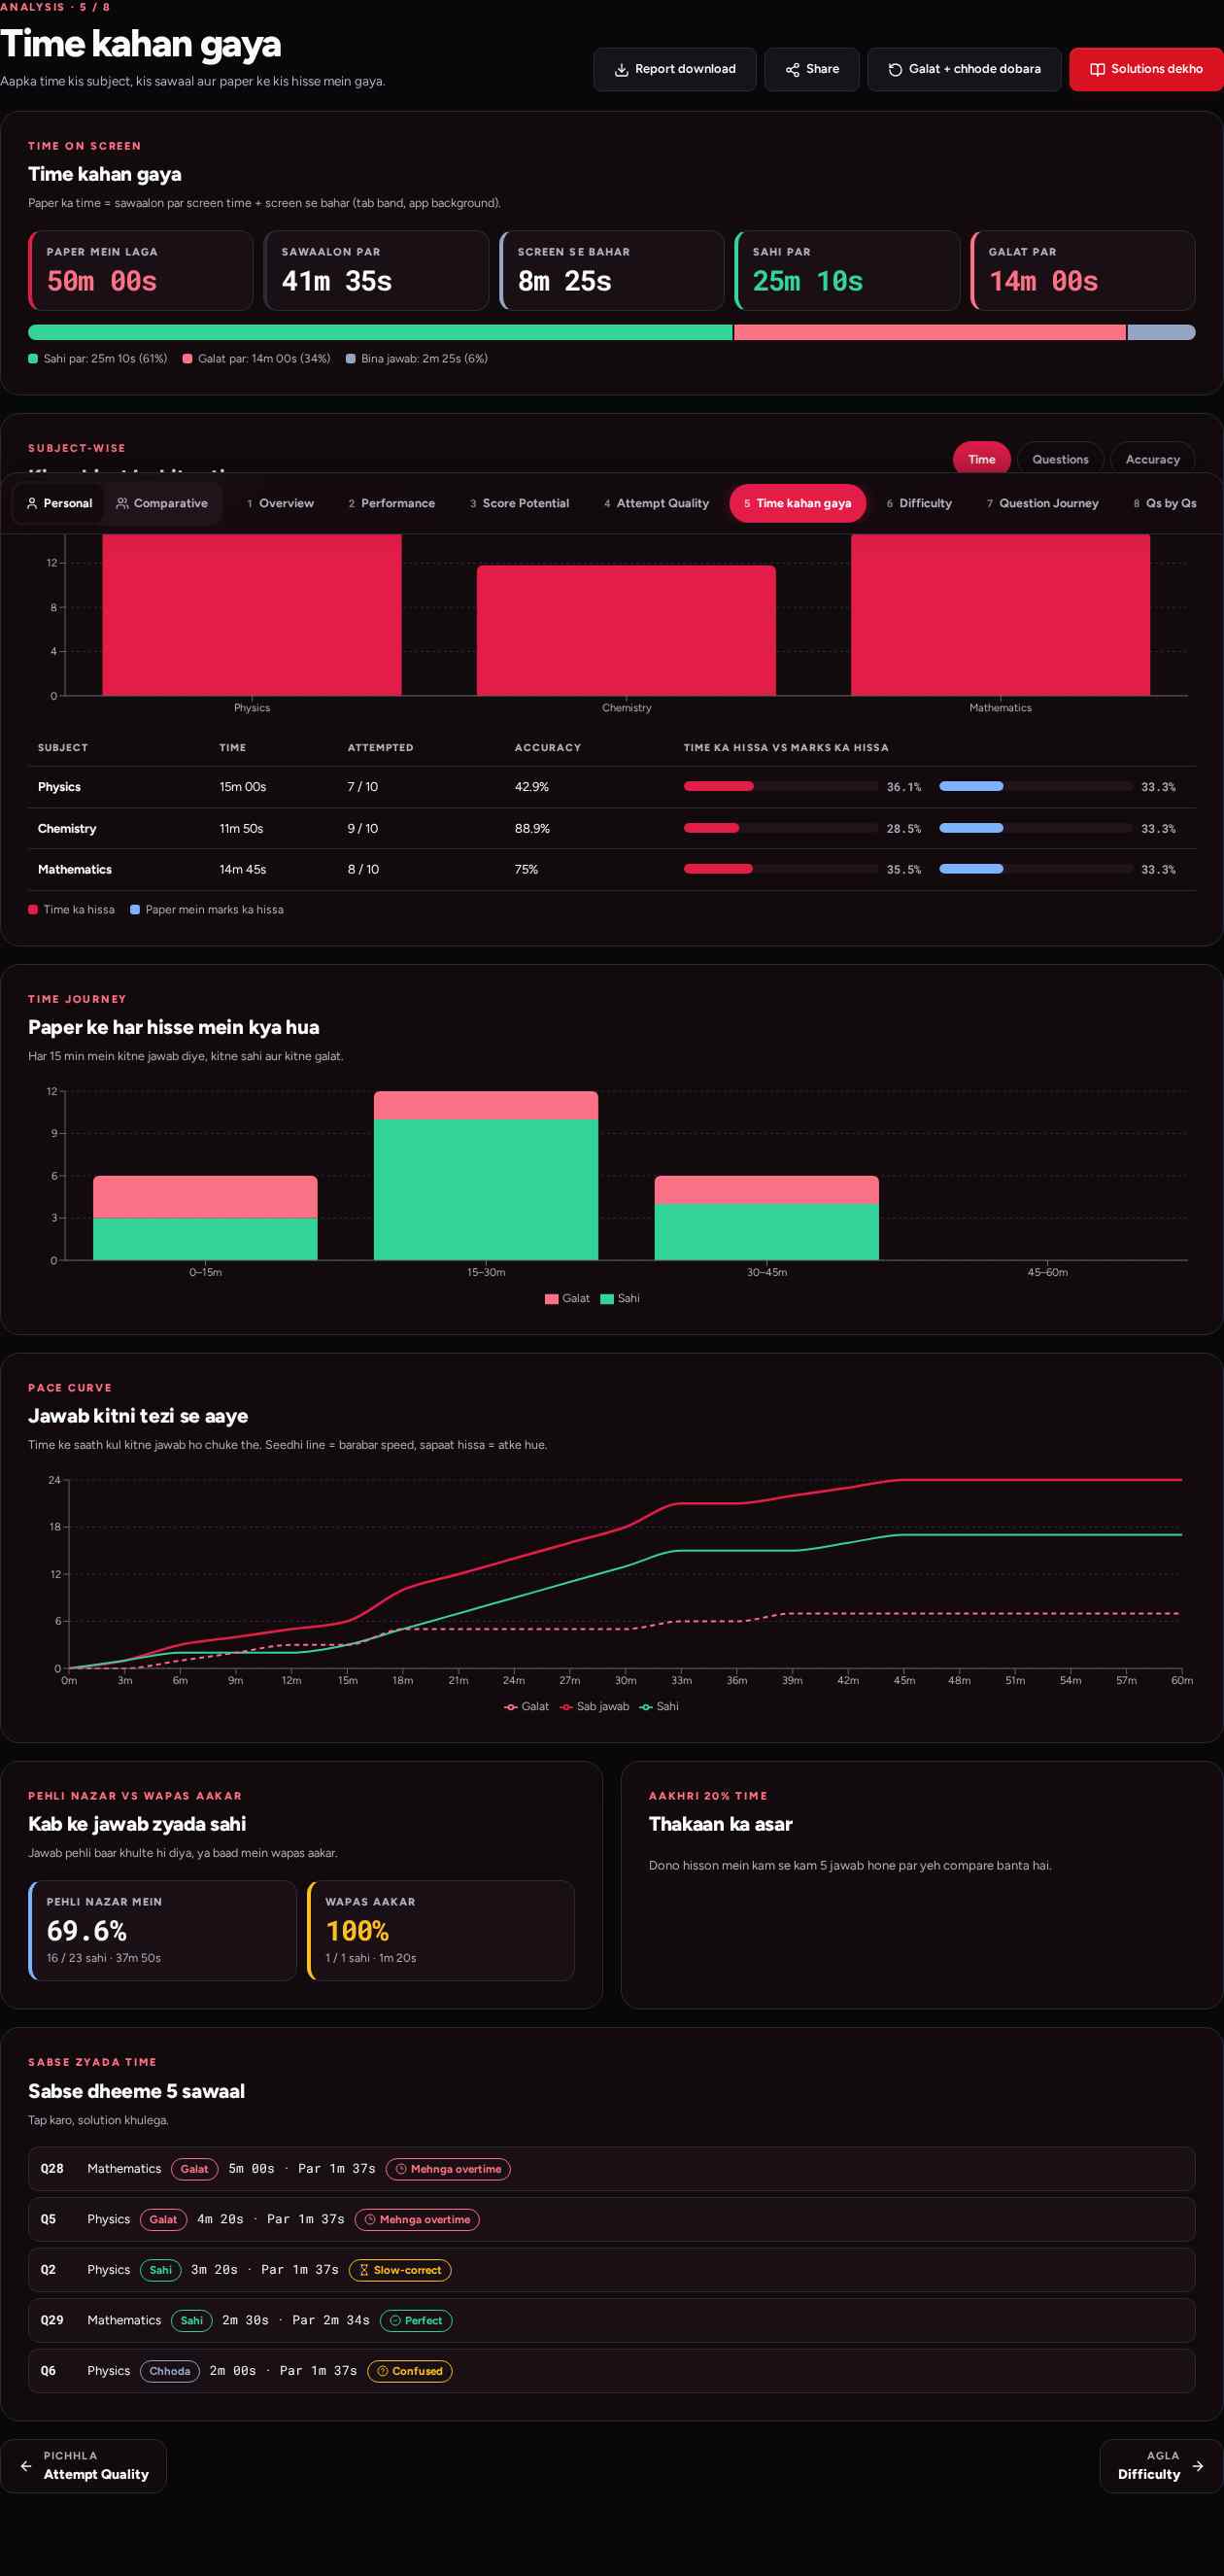 ANALYSIS · 5 / 8
Time kahan gaya
Aapka time kis subject, kis sawaal aur paper ke kis hisse mein gaya.
Report download
Share
Galat + chhode dobara
Solutions dekho
TIME ON SCREEN
Time kahan gaya
Paper ka time = sawaalon par screen time + screen se bahar (tab band, app background).
PAPER MEIN LAGA
50m 00s
SAWAALON PAR
41m 35s
SCREEN SE BAHAR
8m 25s
SAHI PAR
25m 10s
GALAT PAR
14m 00s
Sahi par: 25m 10s (61%)
Galat par: 14m 00s (34%)
Bina jawab: 2m 25s (6%)
SUBJECT-WISE
Time
Questions
Accuracy
Personal
Comparative
1 Overview
2 Performance
3 Score Potential
4 Attempt Quality
5 Time kahan gaya
6 Difficulty
7 Question Journey
8 Qs by Qs
12
8
4
0
Physics
Chemistry
Mathematics
SUBJECT TIME ATTEMPTED ACCURACY TIME KA HISSA VS MARKS KA HISSA
Physics 15m 00s 7 / 10 42.9% 36.1% 33.3%
Chemistry 11m 50s 9 / 10 88.9% 28.5% 33.3%
Mathematics 14m 45s 8 / 10 75% 35.5% 33.3%
Time ka hissa
Paper mein marks ka hissa
TIME JOURNEY
Paper ke har hisse mein kya hua
Har 15 min mein kitne jawab diye, kitne sahi aur kitne galat.
12
9
6
3
0
0–15m
15–30m
30–45m
45–60m
Galat
Sahi
PACE CURVE
Jawab kitni tezi se aaye
Time ke saath kul kitne jawab ho chuke the. Seedhi line = barabar speed, sapaat hissa = atke hue.
24
18
12
6
0
0m 3m 6m 9m 12m 15m 18m 21m 24m 27m 30m 33m 36m 39m 42m 45m 48m 51m 54m 57m 60m
Galat
Sab jawab
Sahi
PEHLI NAZAR VS WAPAS AAKAR
Kab ke jawab zyada sahi
Jawab pehli baar khulte hi diya, ya baad mein wapas aakar.
PEHLI NAZAR MEIN
69.6%
16 / 23 sahi · 37m 50s
WAPAS AAKAR
100%
1 / 1 sahi · 1m 20s
AAKHRI 20% TIME
Thakaan ka asar
Dono hisson mein kam se kam 5 jawab hone par yeh compare banta hai.
SABSE ZYADA TIME
Sabse dheeme 5 sawaal
Tap karo, solution khulega.
Q28 Mathematics Galat 5m 00s · Par 1m 37s Mehnga overtime
Q5 Physics Galat 4m 20s · Par 1m 37s Mehnga overtime
Q2 Physics Sahi 3m 20s · Par 1m 37s Slow-correct
Q29 Mathematics Sahi 2m 30s · Par 2m 34s Perfect
Q6 Physics Chhoda 2m 00s · Par 1m 37s Confused
PICHHLA
Attempt Quality
AGLA
Difficulty